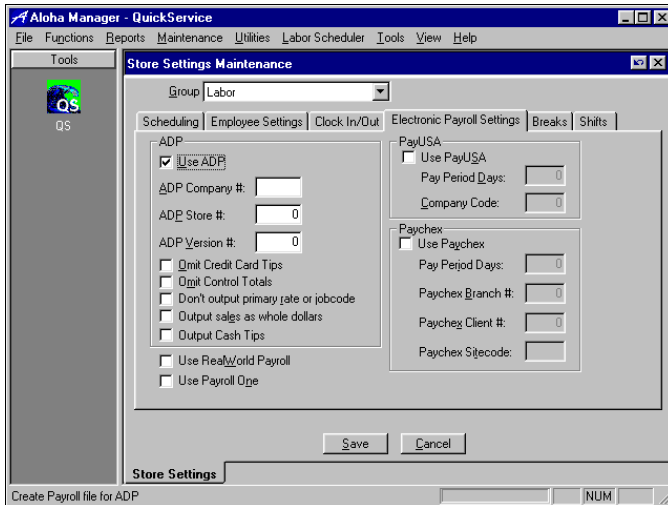 Aloha Manager - QuickService
File Functions Reports Maintenance Utilities Labor Scheduler Tools View Help
Tools
QS
QS
Store Settings Maintenance
Group Labor
Scheduling Employee Settings Clock In/Out Electronic Payroll Settings Breaks Shifts
ADP
Use ADP
ADP Company #:
ADP Store #: 0
ADP Version #: 0
Omit Credit Card Tips
Omit Control Totals
Don't output primary rate or jobcode
Output sales as whole dollars
Output Cash Tips
Use RealWorld Payroll
Use Payroll One
PayUSA
Use PayUSA
Pay Period Days: 0
Company Code: 0
Paychex
Use Paychex
Pay Period Days: 0
Paychex Branch #: 0
Paychex Client #: 0
Paychex Sitecode:
Save Cancel
Store Settings
Create Payroll file for ADP NUM